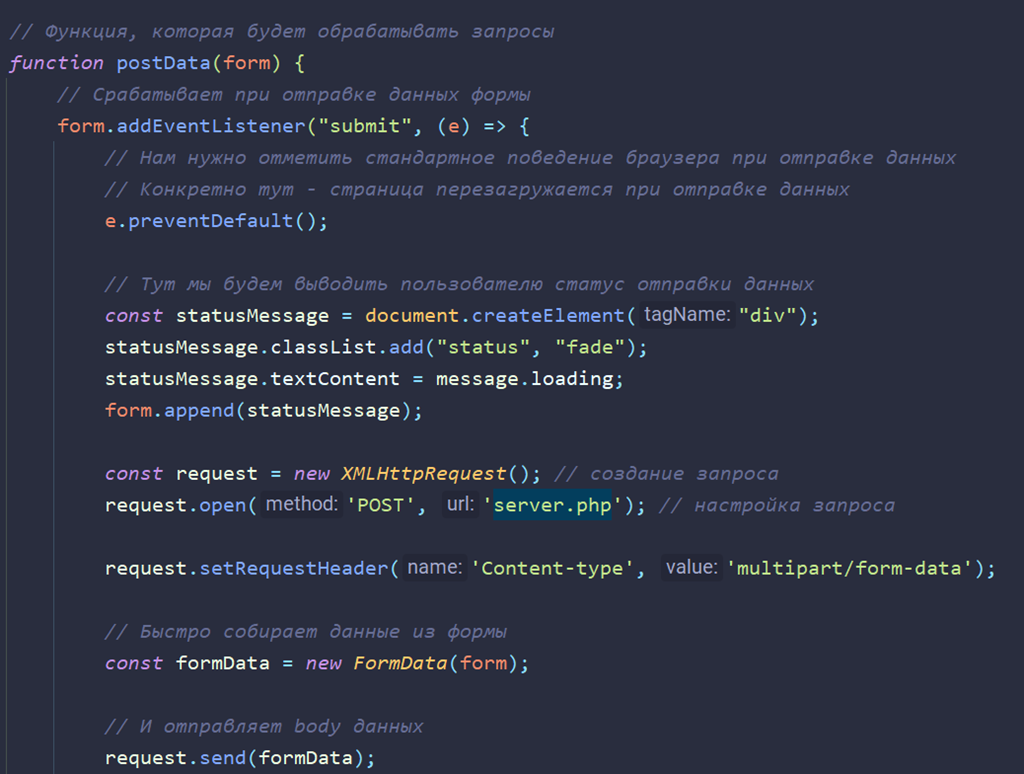 // Функция, которая будет обрабатывать запросы
function postData(form) {
// Срабатывает при отправке данных формы
form.addEventListener("submit", (e) => {
// Нам нужно отметить стандартное поведение браузера при отправке данных
// Конкретно тут - страница перезагружается при отправке данных
e.preventDefault();
// Тут мы будем выводить пользователю статус отправки данных
const statusMessage = document.createElement( tagName: "div");
statusMessage.classList.add("status", "fade");
statusMessage.textContent = message.loading;
form.append(statusMessage);
const request = new XMLHttpRequest(); // создание запроса
request.open( method: 'POST', url: 'server.php'); // настройка запроса
request.setRequestHeader( name: 'Content-type', value: 'multipart/form-data');
// Быстро собирает данные из формы
const formData = new FormData(form);
// И отправляет body данных
request.send(formData);